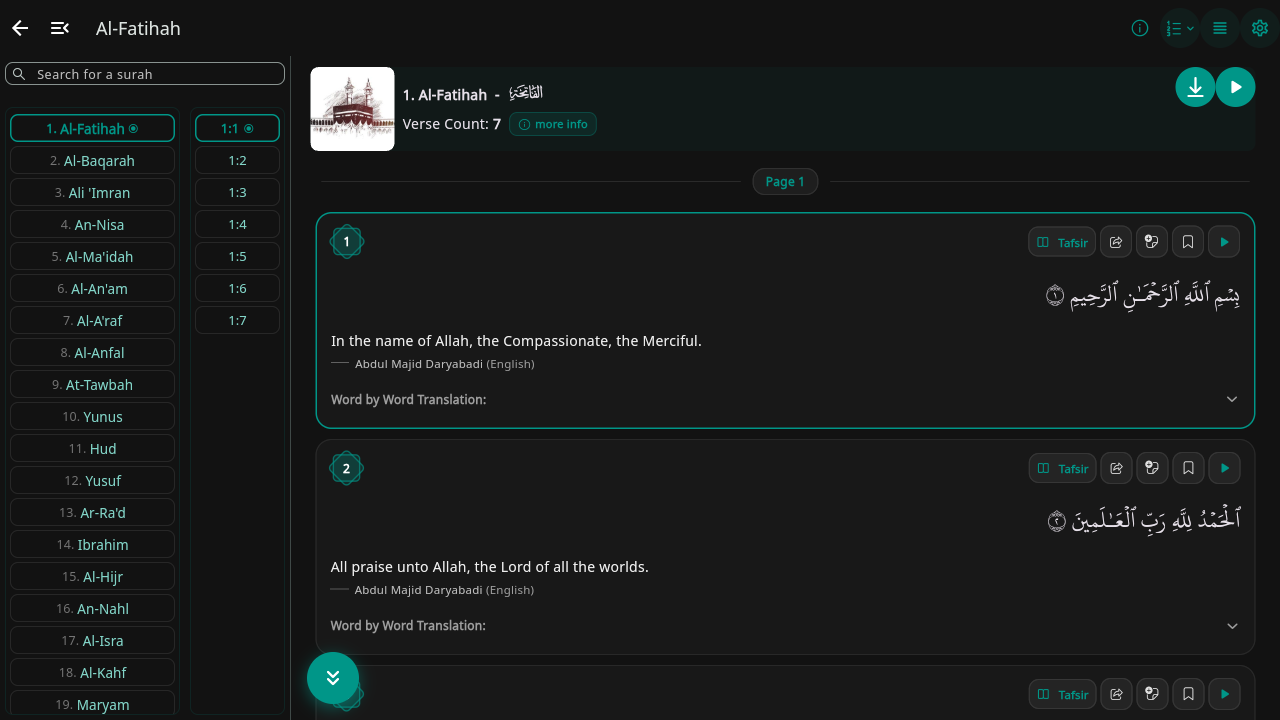 Al-Fatihah
Search for a surah
1. Al-Fatihah
2. Al-Baqarah
3. Ali 'Imran
4. An-Nisa
5. Al-Ma'idah
6. Al-An'am
7. Al-A'raf
8. Al-Anfal
9. At-Tawbah
10. Yunus
11. Hud
12. Yusuf
13. Ar-Ra'd
14. Ibrahim
15. Al-Hijr
16. An-Nahl
17. Al-Isra
18. Al-Kahf
19. Maryam
1:1
1:2
1:3
1:4
1:5
1:6
1:7
1. Al-Fatihah - الفَاتِحَة
Verse Count: 7 more info
Page 1
1
Tafsir
بِسْمِ ٱللَّهِ ٱلرَّحْمَـٰنِ ٱلرَّحِيمِ ١
In the name of Allah, the Compassionate, the Merciful.
Abdul Majid Daryabadi (English)
Word by Word Translation:
2
Tafsir
ٱلْحَمْدُ لِلَّهِ رَبِّ ٱلْعَـٰلَمِينَ ٢
All praise unto Allah, the Lord of all the worlds.
Abdul Majid Daryabadi (English)
Word by Word Translation:
Tafsir